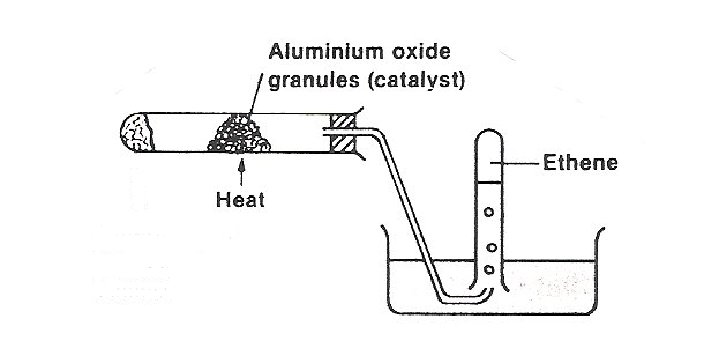 Aluminium oxide
granules (catalyst)
Ethene
Heat